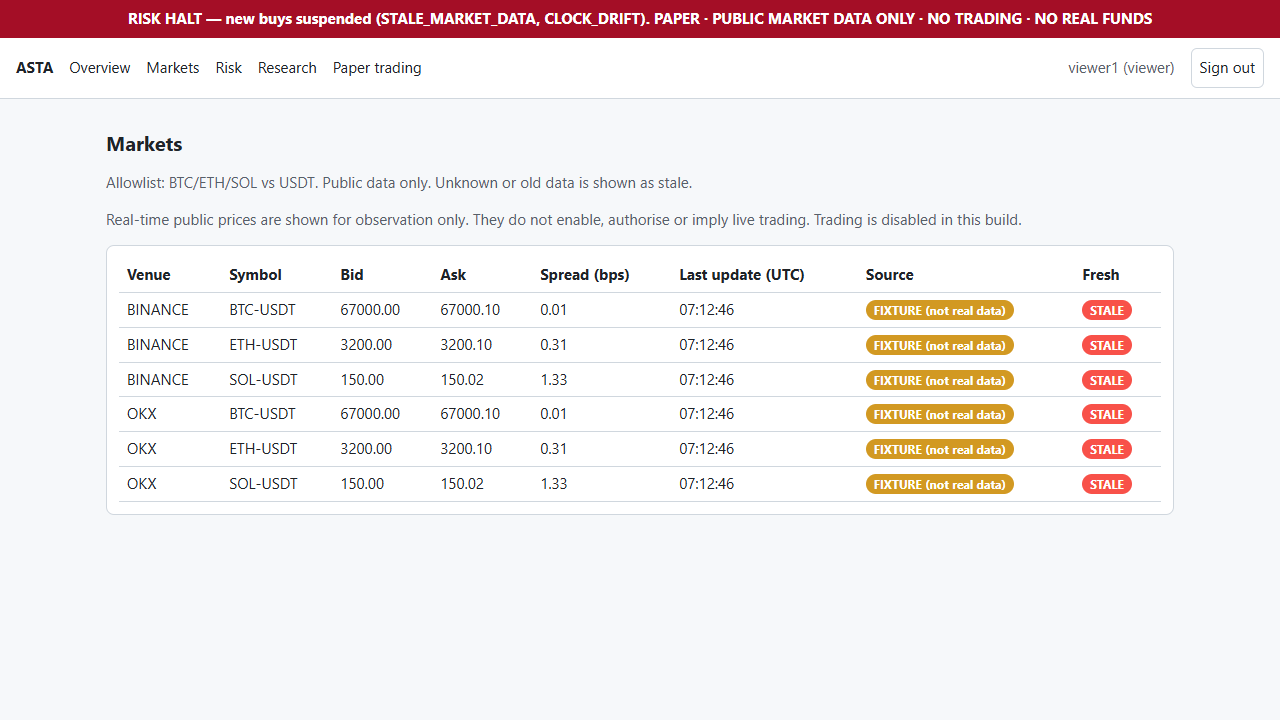 RISK HALT — new buys suspended (STALE_MARKET_DATA, CLOCK_DRIFT). PAPER · PUBLIC MARKET DATA ONLY · NO TRADING · NO REAL FUNDS
ASTA Overview Markets Risk Research Paper trading viewer1 (viewer) Sign out
Markets
Allowlist: BTC/ETH/SOL vs USDT. Public data only. Unknown or old data is shown as stale.
Real-time public prices are shown for observation only. They do not enable, authorise or imply live trading. Trading is disabled in this build.
Venue Symbol Bid Ask Spread (bps) Last update (UTC) Source Fresh
BINANCE BTC-USDT 67000.00 67000.10 0.01 07:12:46 FIXTURE (not real data) STALE
BINANCE ETH-USDT 3200.00 3200.10 0.31 07:12:46 FIXTURE (not real data) STALE
BINANCE SOL-USDT 150.00 150.02 1.33 07:12:46 FIXTURE (not real data) STALE
OKX BTC-USDT 67000.00 67000.10 0.01 07:12:46 FIXTURE (not real data) STALE
OKX ETH-USDT 3200.00 3200.10 0.31 07:12:46 FIXTURE (not real data) STALE
OKX SOL-USDT 150.00 150.02 1.33 07:12:46 FIXTURE (not real data) STALE